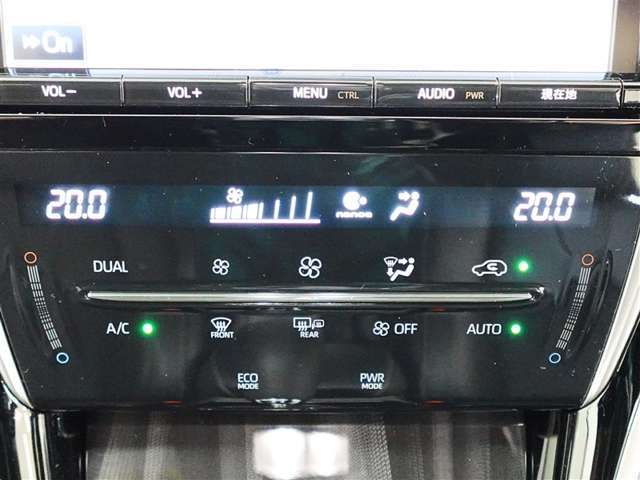 On
VOL− VOL+ MENU CTRL AUDIO PWR 現在地
20.0 nanoe 20.0
DUAL
A/C FRONT REAR OFF AUTO
ECO MODE PWR MODE